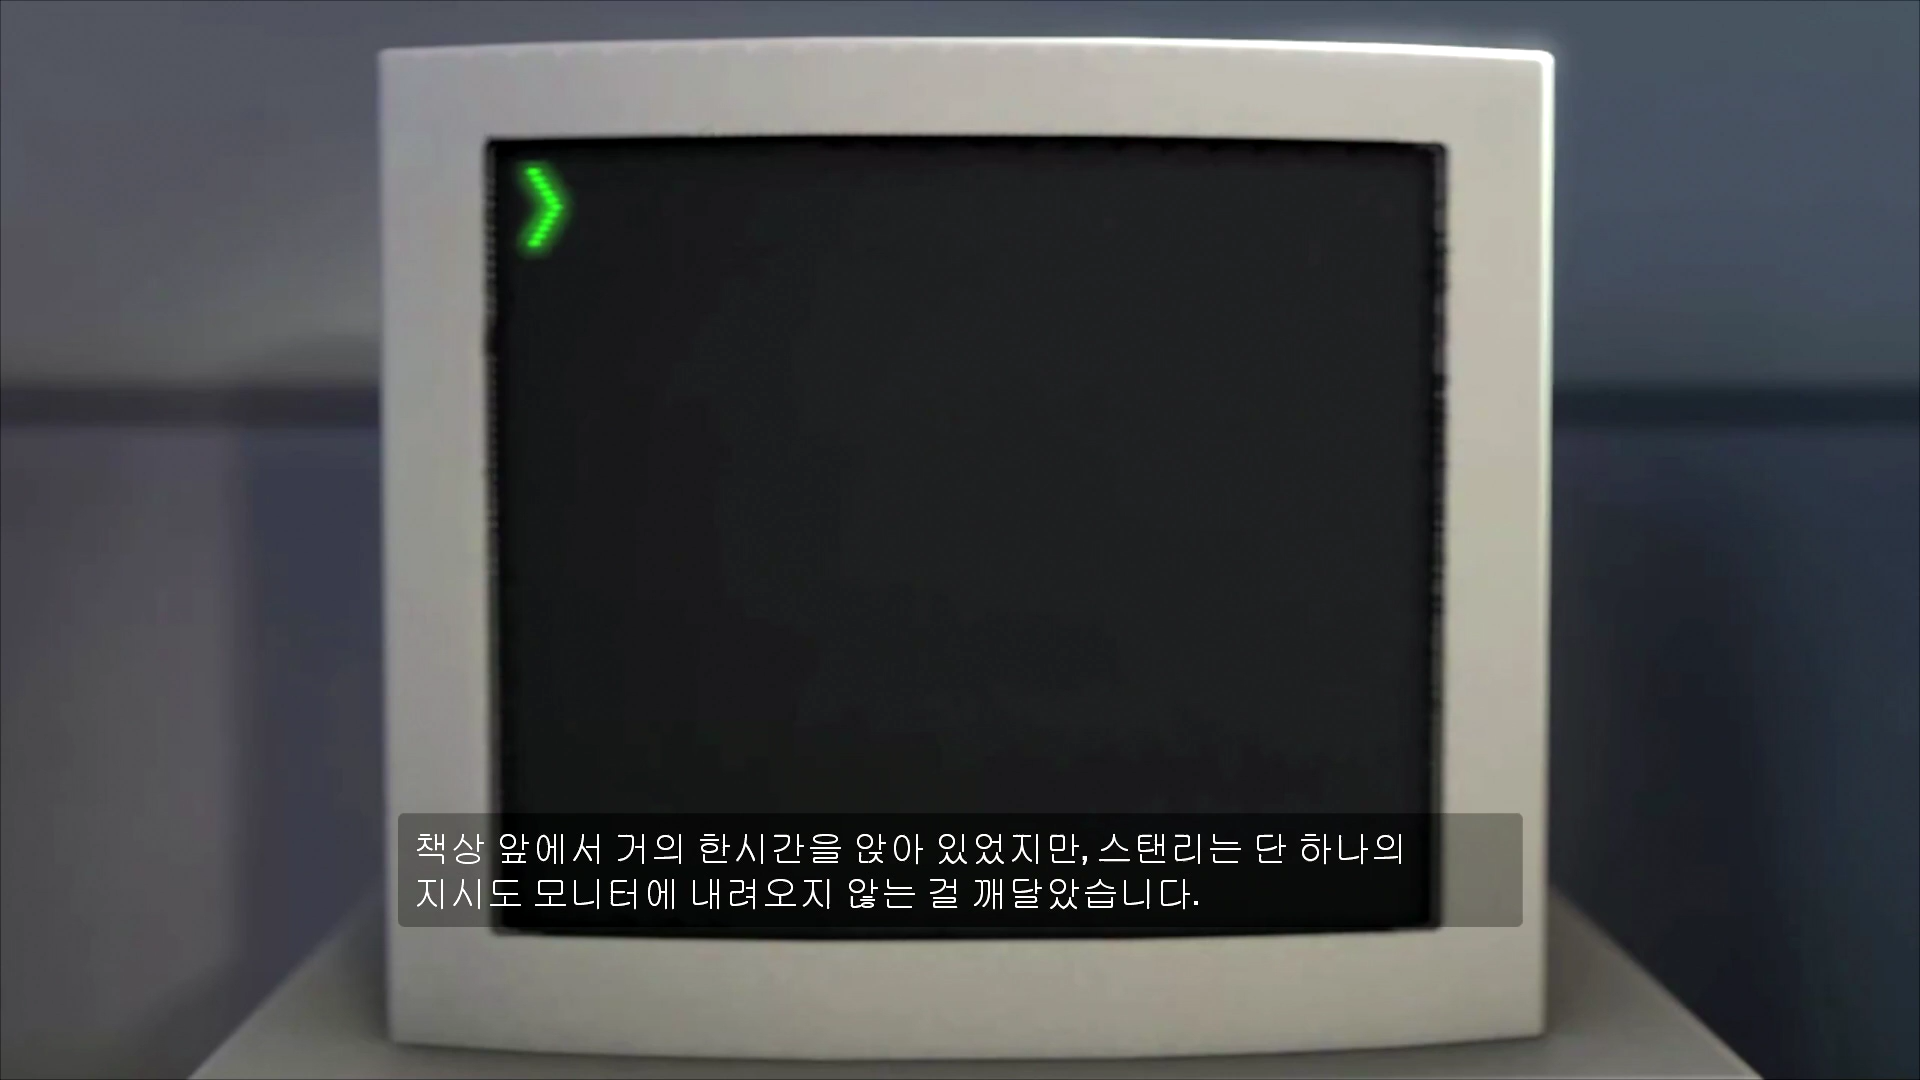 ❯
책상 앞에서 거의 한시간을 앉아 있었지만, 스탠리는 단 하나의
지시도 모니터에 내려오지 않는 걸 깨달았습니다.